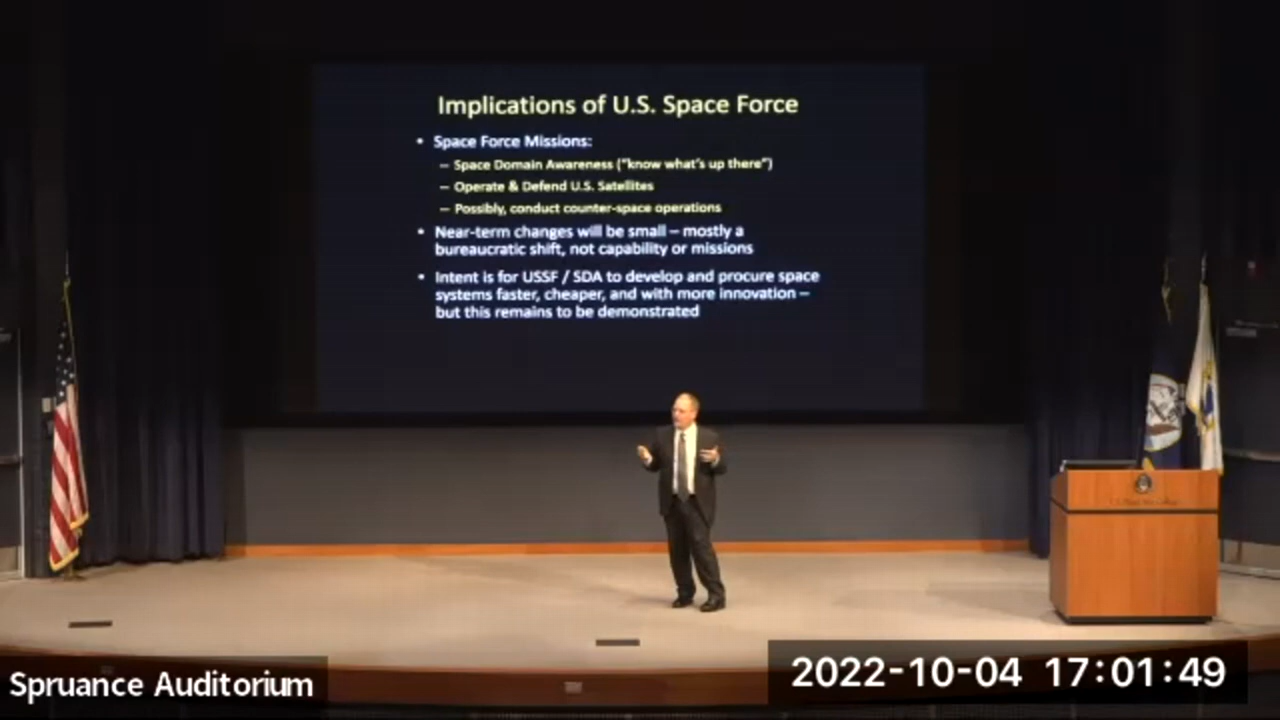 Implications of U.S. Space Force
• Space Force Missions:
– Space Domain Awareness (“know what’s up there”)
– Operate & Defend U.S. Satellites
– Possibly, conduct counter-space operations
• Near-term changes will be small – mostly a
bureaucratic shift, not capability or missions
• Intent is for USSF / SDA to develop and procure space
systems faster, cheaper, and with more innovation –
but this remains to be demonstrated
Spruance Auditorium
2022-10-04 17:01:49